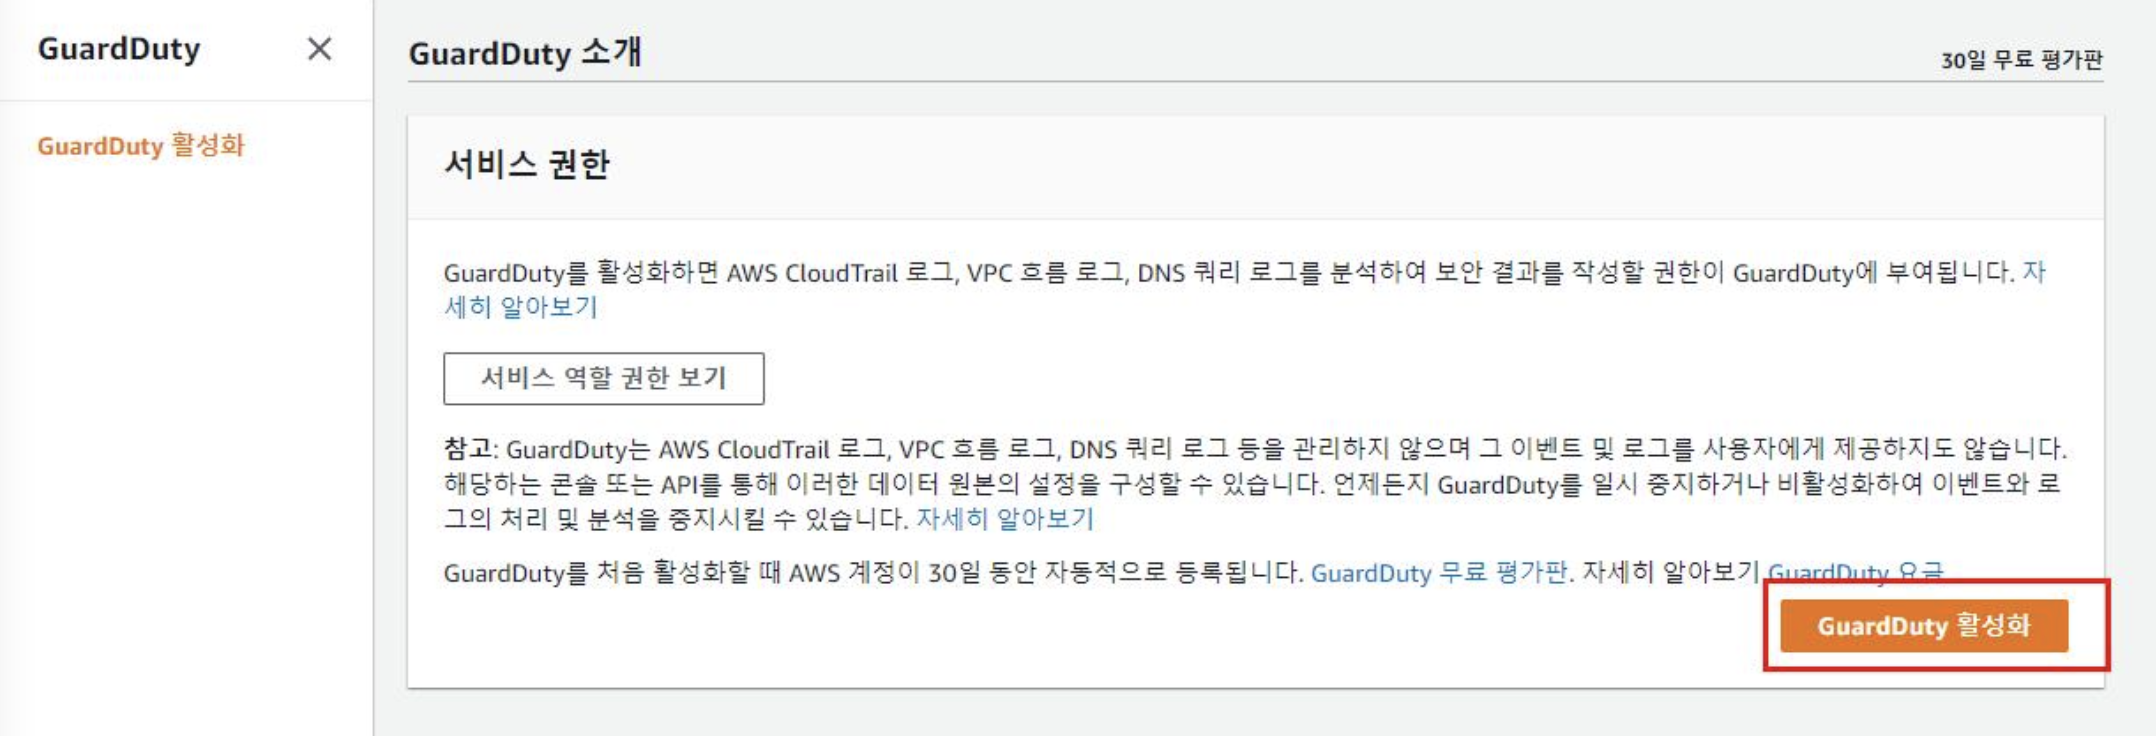 GuardDuty
GuardDuty 활성화
GuardDuty 소개
30일 무료 평가판
서비스 권한
GuardDuty를 활성화하면 AWS CloudTrail 로그, VPC 흐름 로그, DNS 쿼리 로그를 분석하여 보안 결과를 작성할 권한이 GuardDuty에 부여됩니다. 자
세히 알아보기
서비스 역할 권한 보기
참고: GuardDuty는 AWS CloudTrail 로그, VPC 흐름 로그, DNS 쿼리 로그 등을 관리하지 않으며 그 이벤트 및 로그를 사용자에게 제공하지도 않습니다.
해당하는 콘솔 또는 API를 통해 이러한 데이터 원본의 설정을 구성할 수 있습니다. 언제든지 GuardDuty를 일시 중지하거나 비활성화하여 이벤트와 로
그의 처리 및 분석을 중지시킬 수 있습니다. 자세히 알아보기
GuardDuty를 처음 활성화할 때 AWS 계정이 30일 동안 자동적으로 등록됩니다. GuardDuty 무료 평가판. 자세히 알아보기 GuardDuty 요금
GuardDuty 활성화